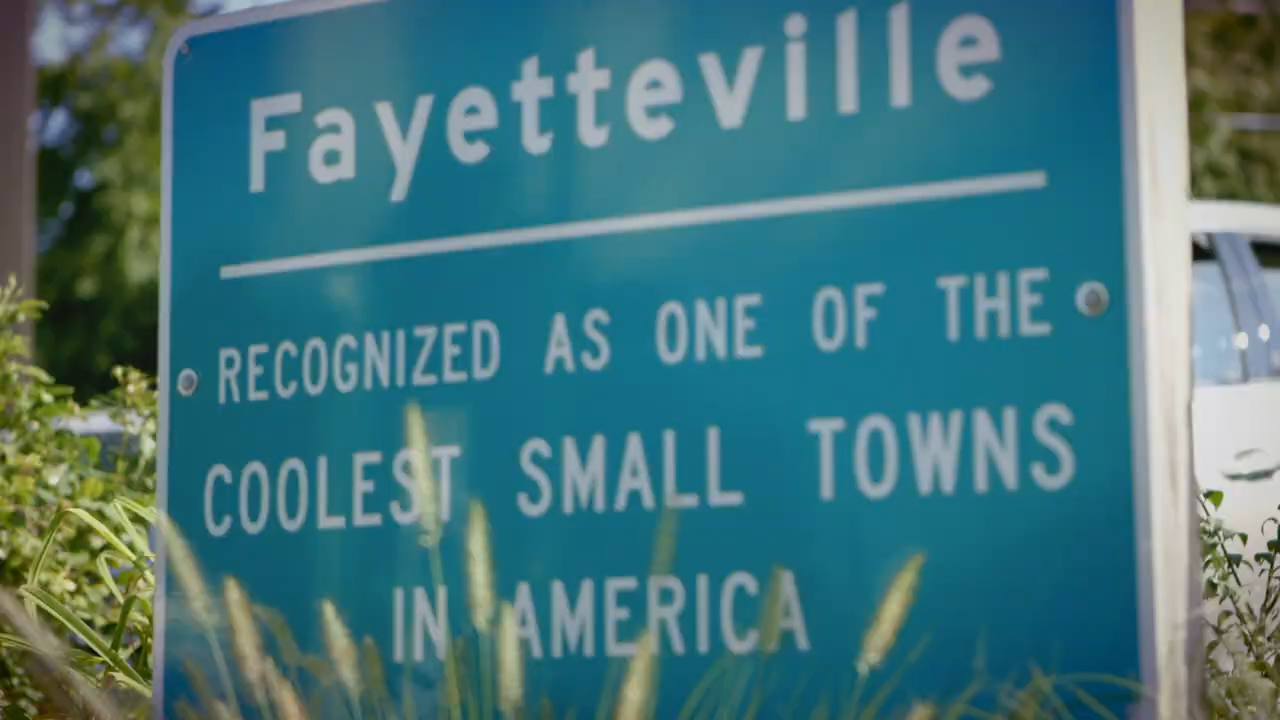 Fayetteville
RECOGNIZED AS ONE OF THE
COOLEST SMALL TOWNS
IN AMERICA